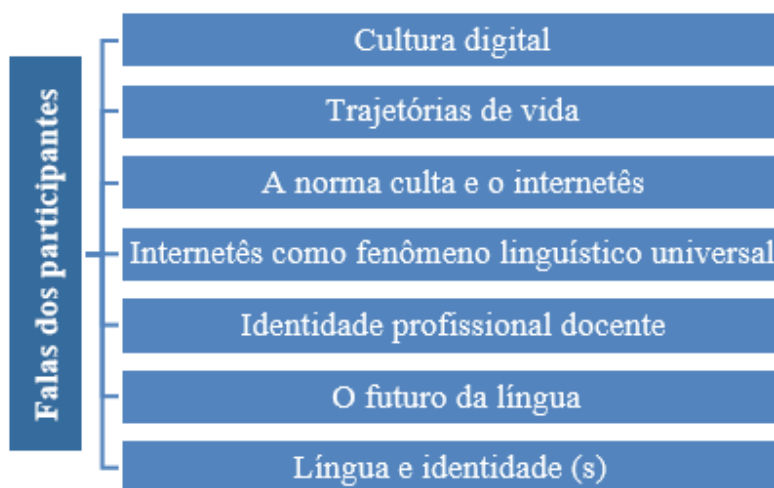 Falas dos participantes
Cultura digital
Trajetórias de vida
A norma culta e o internetês
Internetês como fenômeno linguístico universal
Identidade profissional docente
O futuro da língua
Língua e identidade (s)